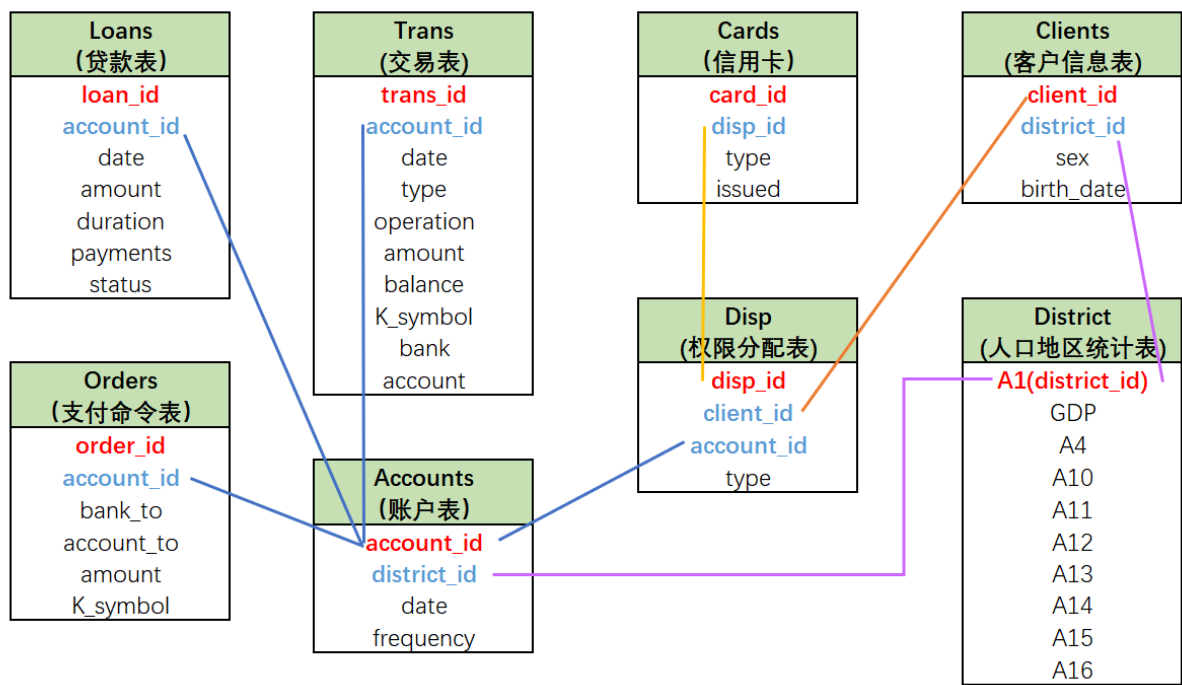 Loans
（贷款表）
loan_id
account_id
date
amount
duration
payments
status
Trans
(交易表)
trans_id
account_id
date
type
operation
amount
balance
K_symbol
bank
account
Cards
（信用卡）
card_id
disp_id
type
issued
Clients
(客户信息表)
client_id
district_id
sex
birth_date
Orders
（支付命令表）
order_id
account_id
bank_to
account_to
amount
K_symbol
Accounts
（账户表）
account_id
district_id
date
frequency
Disp
(权限分配表)
disp_id
client_id
account_id
type
District
(人口地区统计表)
A1(district_id)
GDP
A4
A10
A11
A12
A13
A14
A15
A16